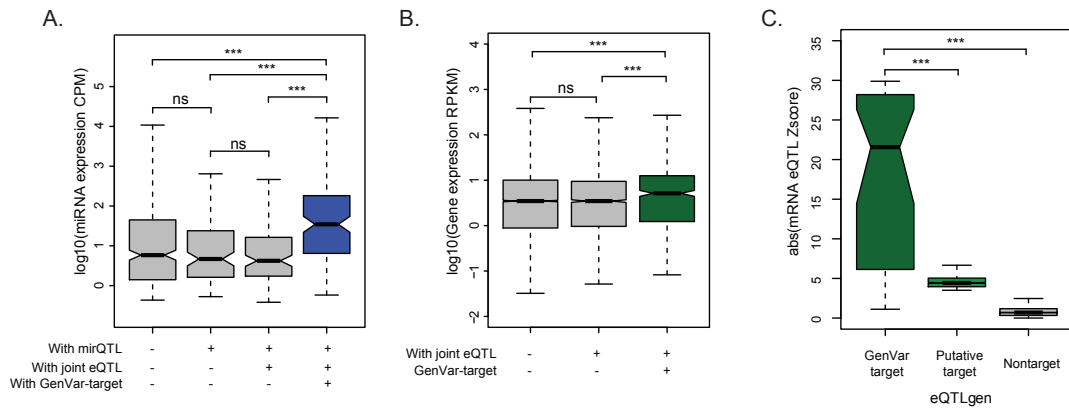 A.
log10(miRNA expression CPM)
5
4
3
2
1
0
***
***
***
ns
ns
With mirQTL - + + +
With joint eQTL - - + +
With GenVar-target - - - +
B.
log10(Gene expression RPKM)
4
3
2
1
0
−1
−2
***
***
ns
With joint eQTL - + +
GenVar-target - - +
C.
abs(mRNA eQTL Zscore)
35
30
25
20
15
10
5
0
***
***
GenVar Putative Nontarget
target target
eQTLgen